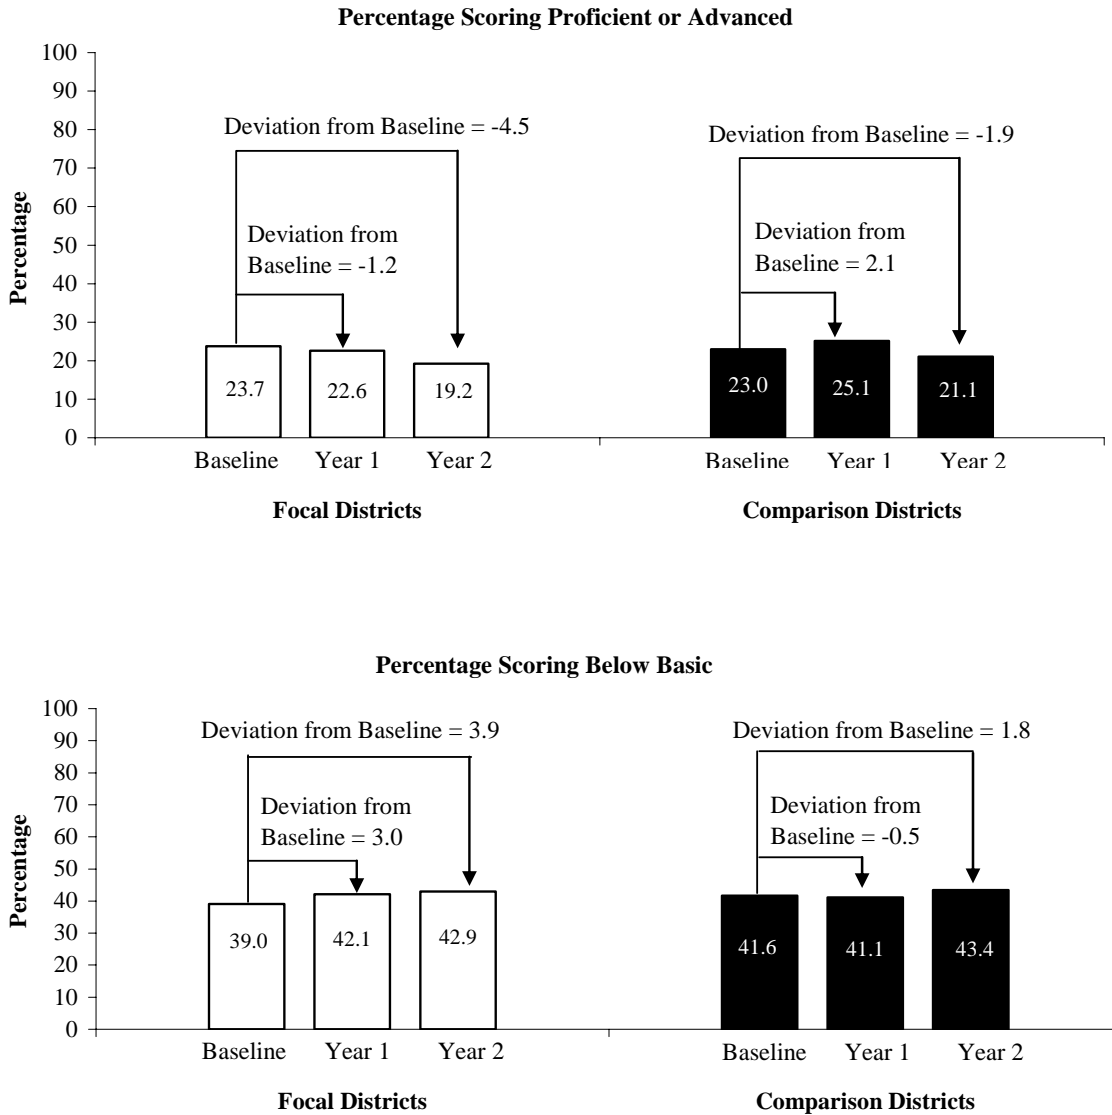 Percentage Scoring Proficient or Advanced
100
90
80
70
60
50
40
30
20
10
0
Percentage
Deviation from Baseline = -4.5
Deviation from
Baseline = -1.2
23.7
22.6
19.2
Baseline
Year 1
Year 2
Focal Districts
Deviation from Baseline = -1.9
Deviation from
Baseline = 2.1
23.0
25.1
21.1
Baseline
Year 1
Year 2
Comparison Districts
Percentage Scoring Below Basic
100
90
80
70
60
50
40
30
20
10
0
Percentage
Deviation from Baseline = 3.9
Deviation from
Baseline = 3.0
39.0
42.1
42.9
Baseline
Year 1
Year 2
Focal Districts
Deviation from Baseline = 1.8
Deviation from
Baseline = -0.5
41.6
41.1
43.4
Baseline
Year 1
Year 2
Comparison Districts